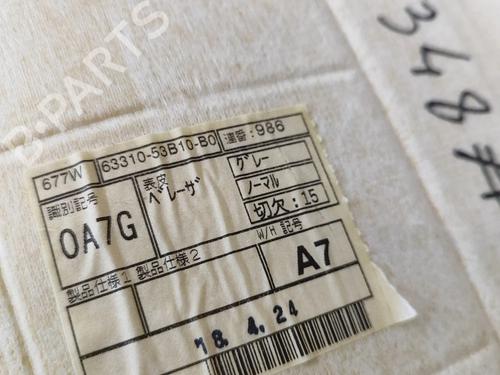 B-PARTS
348
677W 63310-53B10-B0 連番:986
識別記号 表皮 グレー
0A7G ヘ゛レーザ ノーマル
切欠:15
製品仕様1 製品仕様2 W/H 記号
A7
18.4.24